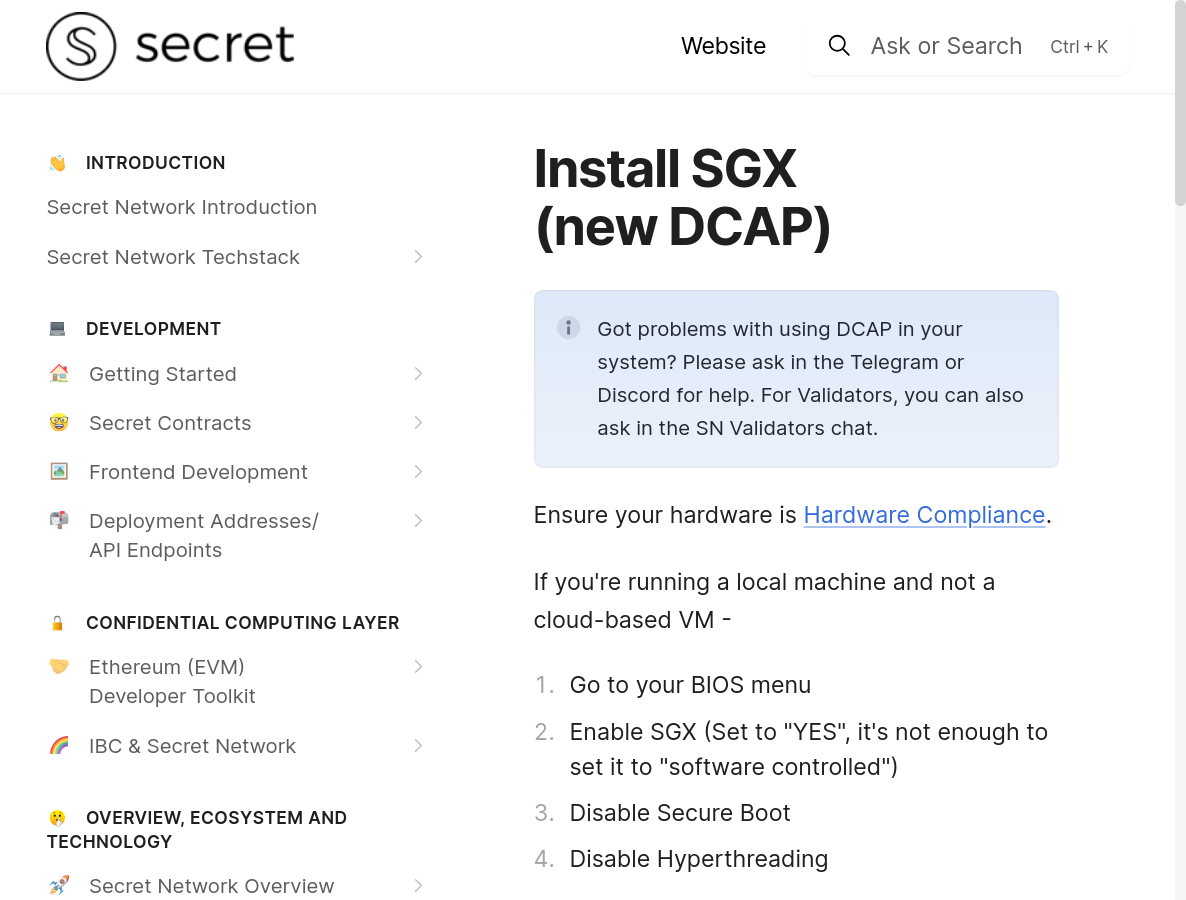 secret
Website
Ask or Search
Ctrl + K
INTRODUCTION
Secret Network Introduction
Secret Network Techstack
DEVELOPMENT
Getting Started
Secret Contracts
Frontend Development
Deployment Addresses/
API Endpoints
CONFIDENTIAL COMPUTING LAYER
Ethereum (EVM)
Developer Toolkit
IBC & Secret Network
OVERVIEW, ECOSYSTEM AND
TECHNOLOGY
Secret Network Overview
Install SGX
(new DCAP)
Got problems with using DCAP in your
system? Please ask in the Telegram or
Discord for help. For Validators, you can also
ask in the SN Validators chat.
Ensure your hardware is Hardware Compliance.
If you're running a local machine and not a
cloud-based VM -
1. Go to your BIOS menu
2. Enable SGX (Set to "YES", it's not enough to
set it to "software controlled")
3. Disable Secure Boot
4. Disable Hyperthreading